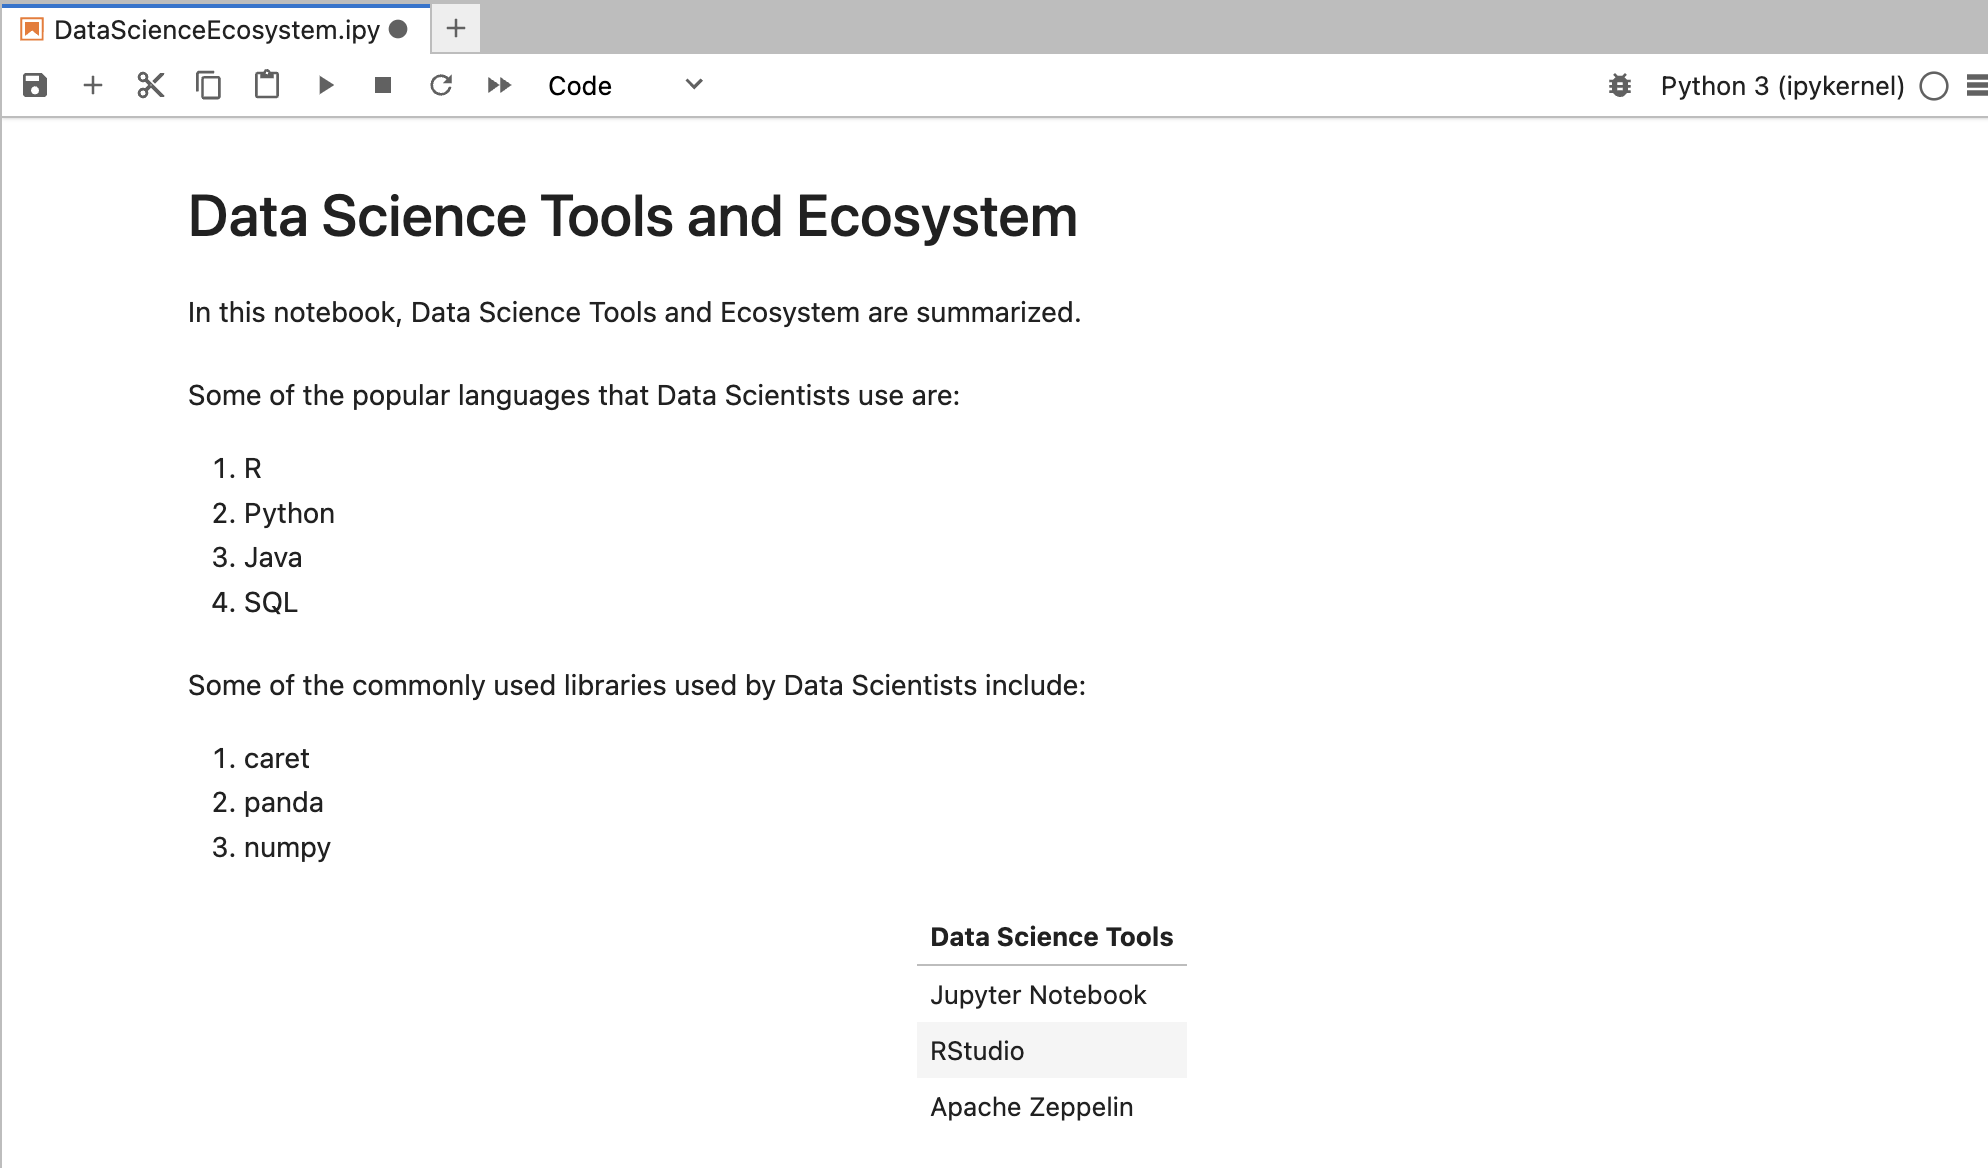 DataScienceEcosystem.ipy
Code
Python 3 (ipykernel)
Data Science Tools and Ecosystem
In this notebook, Data Science Tools and Ecosystem are summarized.
Some of the popular languages that Data Scientists use are:
1. R
2. Python
3. Java
4. SQL
Some of the commonly used libraries used by Data Scientists include:
1. caret
2. panda
3. numpy
Data Science Tools
Jupyter Notebook
RStudio
Apache Zeppelin